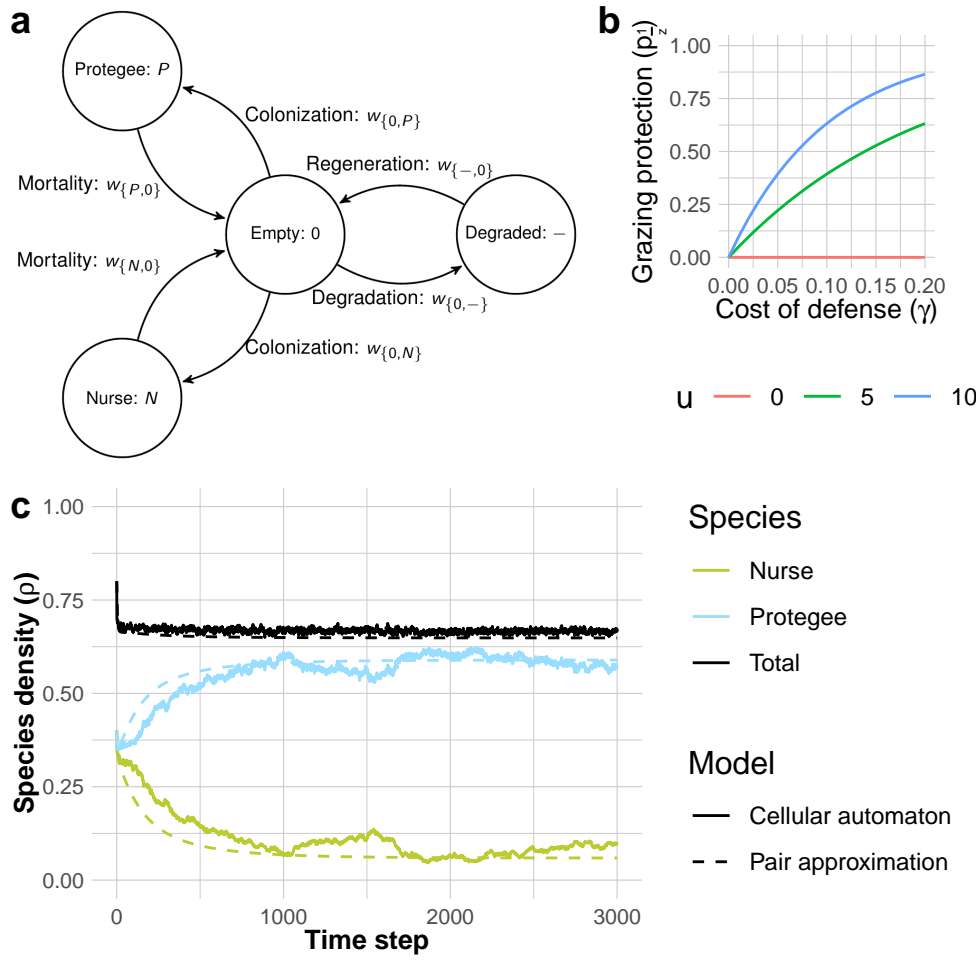 a
Protegee: P
Colonization: w{0,P}
Regeneration: w{−,0}
Mortality: w{P,0}
Empty: 0
Degraded: −
Mortality: w{N,0}
Degradation: w{0,−}
Colonization: w{0,N}
Nurse: N
b
Grazing protection (p 1/z)
1.00
0.75
0.50
0.25
0.00
0.00 0.05 0.10 0.15 0.20
Cost of defense (γ)
u 0 5 10
c
Species density (ρ)
1.00
0.75
0.50
0.25
0.00
0 1000 2000 3000
Time step
Species
Nurse
Protegee
Total
Model
Cellular automaton
Pair approximation